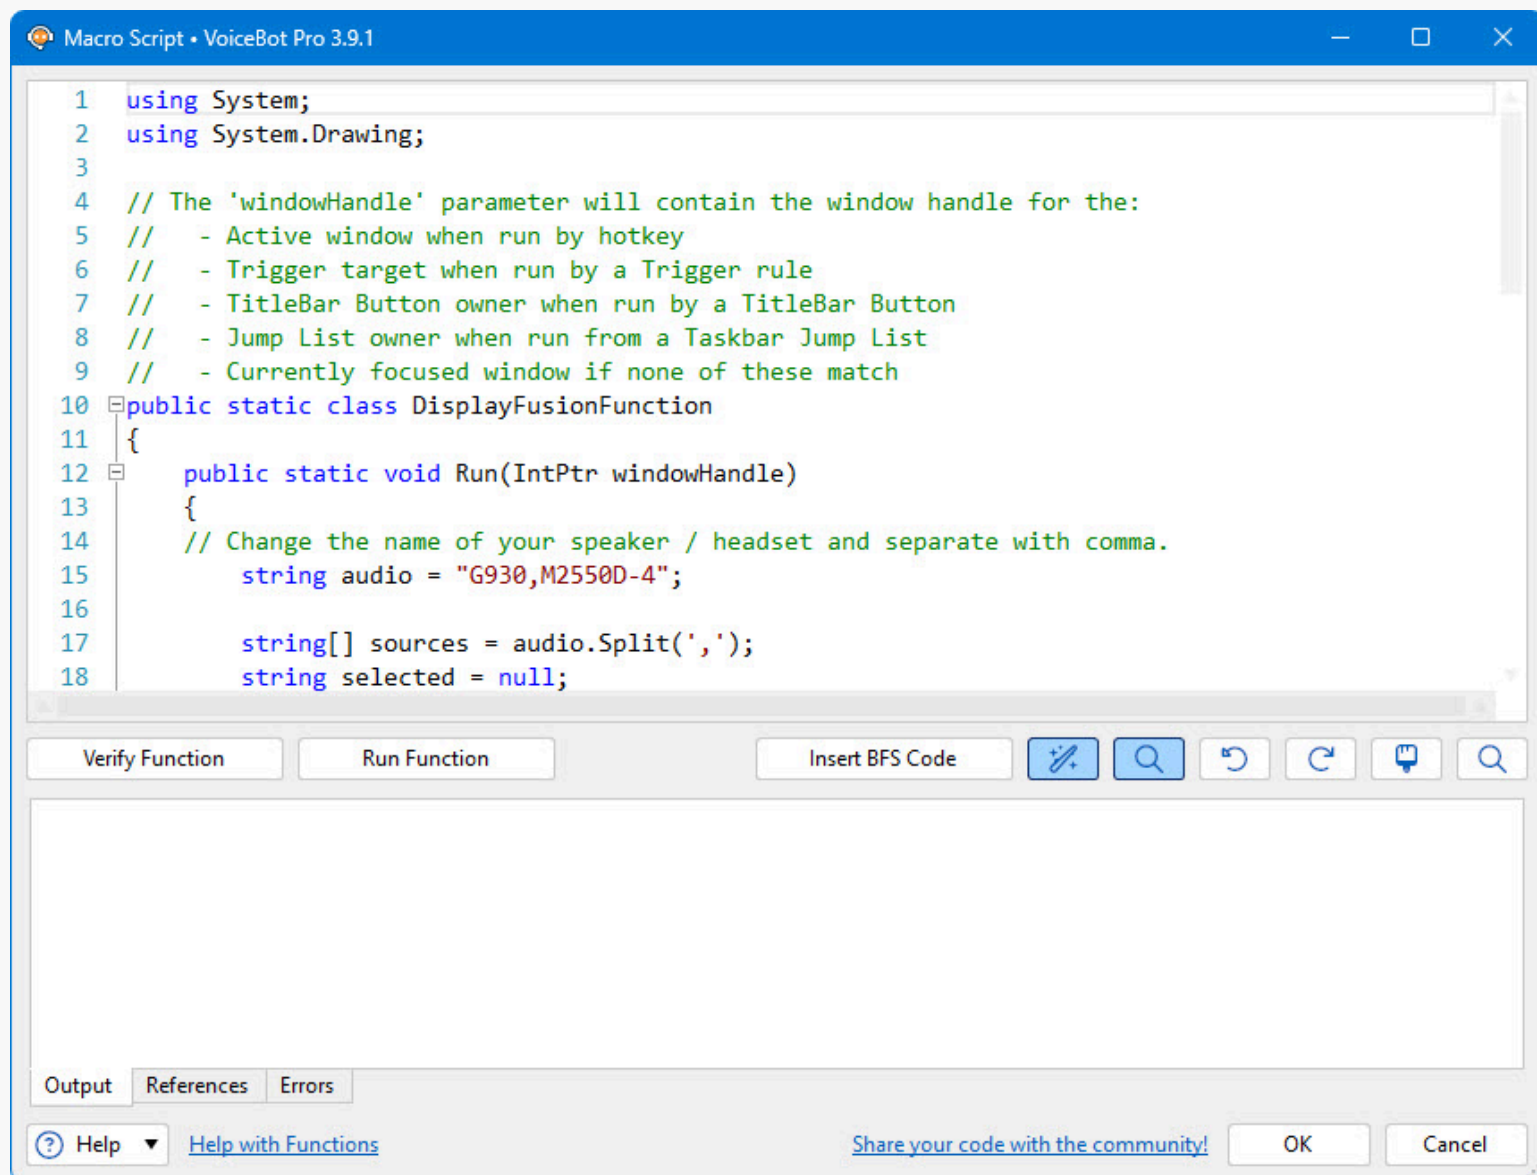 Macro Script • VoiceBot Pro 3.9.1
1 using System;
2 using System.Drawing;
3
4 // The 'windowHandle' parameter will contain the window handle for the:
5 //   - Active window when run by hotkey
6 //   - Trigger target when run by a Trigger rule
7 //   - TitleBar Button owner when run by a TitleBar Button
8 //   - Jump List owner when run from a Taskbar Jump List
9 //   - Currently focused window if none of these match
10 public static class DisplayFusionFunction
11 {
12     public static void Run(IntPtr windowHandle)
13     {
14     // Change the name of your speaker / headset and separate with comma.
15         string audio = "G930,M2550D-4";
16
17         string[] sources = audio.Split(',');
18         string selected = null;
Verify Function Run Function Insert BFS Code
Output References Errors
Help Help with Functions Share your code with the community! OK Cancel